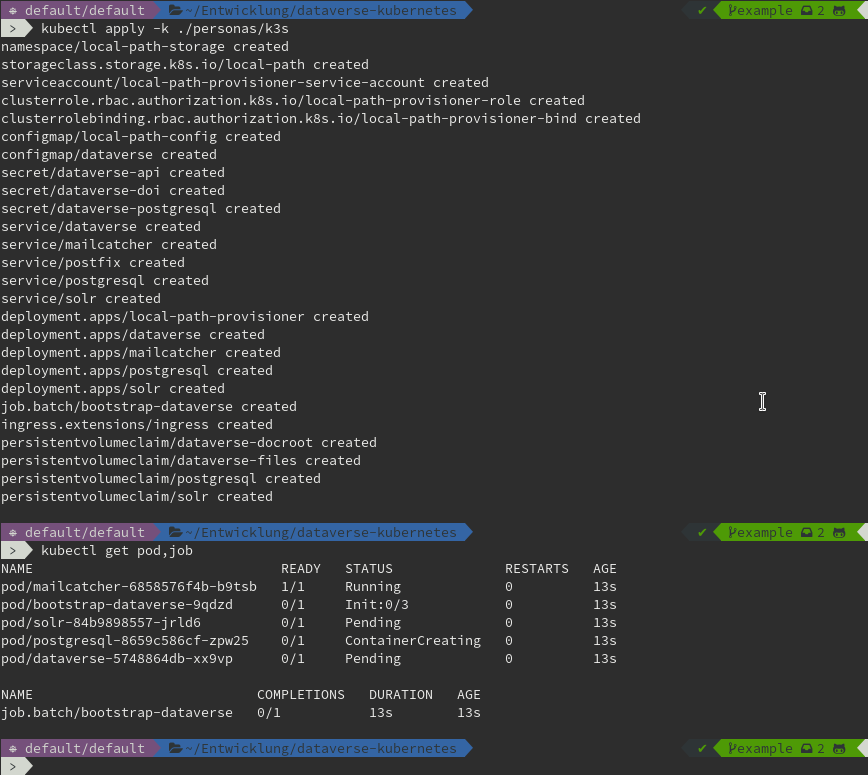 default/default ~/Entwicklung/dataverse-kubernetes ✔ example 2
> kubectl apply -k ./personas/k3s
namespace/local-path-storage created
storageclass.storage.k8s.io/local-path created
serviceaccount/local-path-provisioner-service-account created
clusterrole.rbac.authorization.k8s.io/local-path-provisioner-role created
clusterrolebinding.rbac.authorization.k8s.io/local-path-provisioner-bind created
configmap/local-path-config created
configmap/dataverse created
secret/dataverse-api created
secret/dataverse-doi created
secret/dataverse-postgresql created
service/dataverse created
service/mailcatcher created
service/postfix created
service/postgresql created
service/solr created
deployment.apps/local-path-provisioner created
deployment.apps/dataverse created
deployment.apps/mailcatcher created
deployment.apps/postgresql created
deployment.apps/solr created
job.batch/bootstrap-dataverse created
ingress.extensions/ingress created
persistentvolumeclaim/dataverse-docroot created
persistentvolumeclaim/dataverse-files created
persistentvolumeclaim/postgresql created
persistentvolumeclaim/solr created
default/default ~/Entwicklung/dataverse-kubernetes ✔ example 2
> kubectl get pod,job
NAME READY STATUS RESTARTS AGE
pod/mailcatcher-6858576f4b-b9tsb 1/1 Running 0 13s
pod/bootstrap-dataverse-9qdzd 0/1 Init:0/3 0 13s
pod/solr-84b9898557-jrld6 0/1 Pending 0 13s
pod/postgresql-8659c586cf-zpw25 0/1 ContainerCreating 0 13s
pod/dataverse-5748864db-xx9vp 0/1 Pending 0 13s
NAME COMPLETIONS DURATION AGE
job.batch/bootstrap-dataverse 0/1 13s 13s
default/default ~/Entwicklung/dataverse-kubernetes ✔ example 2
>